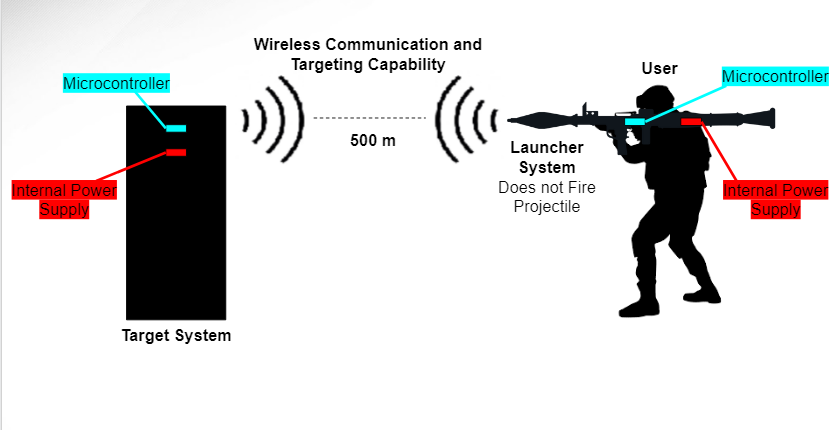 Wireless Communication and
Targeting Capability
Microcontroller
User
Microcontroller
500 m
Launcher
System
Does not Fire
Projectile
Internal Power
Supply
Internal Power
Supply
Target System